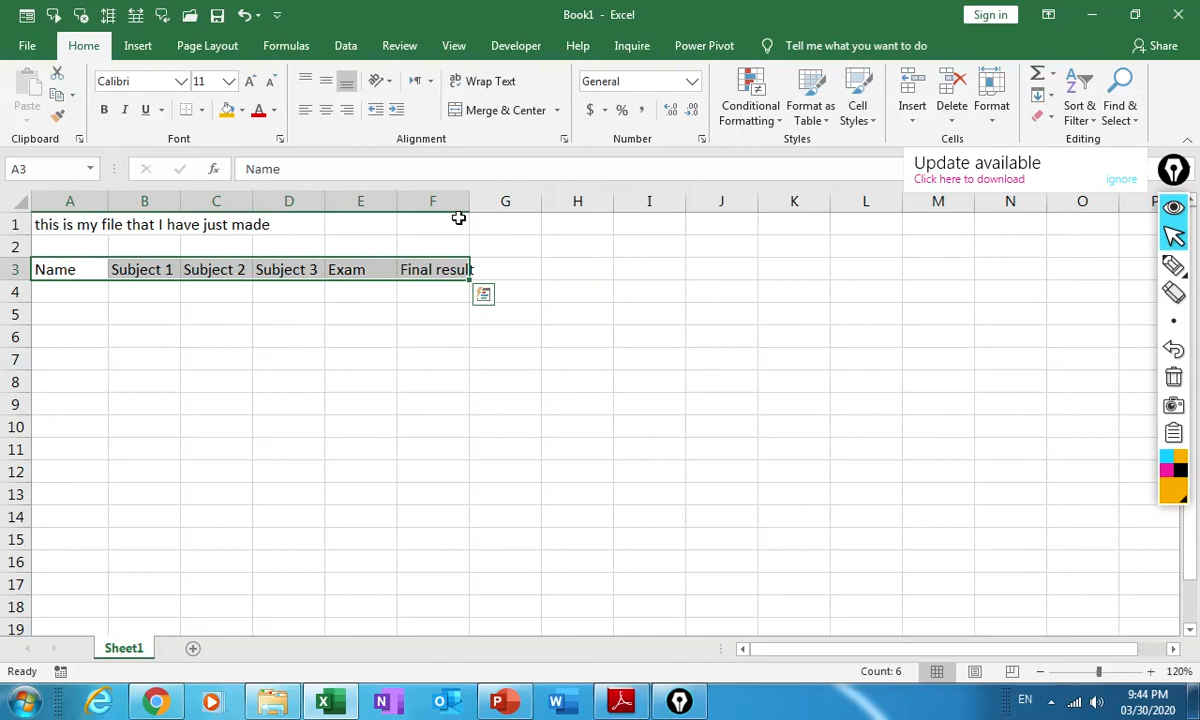 Book1 - Excel
Sign in
File Home Insert Page Layout Formulas Data Review View Developer Help Inquire Power Pivot Tell me what you want to do Share
Paste
Calibri 11
B I U
Wrap Text
Merge & Center
General
$ % ,
Conditional Formatting
Format as Table
Cell Styles
Insert Delete Format
Sort & Filter
Find & Select
Clipboard Font Alignment Number Styles Cells Editing
A3 fx Name
Update available
Click here to download ignore
A B C D E F G H I J K L M N O P
1 this is my file that I have just made
2
3 Name Subject 1 Subject 2 Subject 3 Exam Final result
4
5
6
7
8
9
10
11
12
13
14
15
16
17
18
19
Sheet1
Ready Count: 6 120%
EN 9:44 PM
03/30/2020